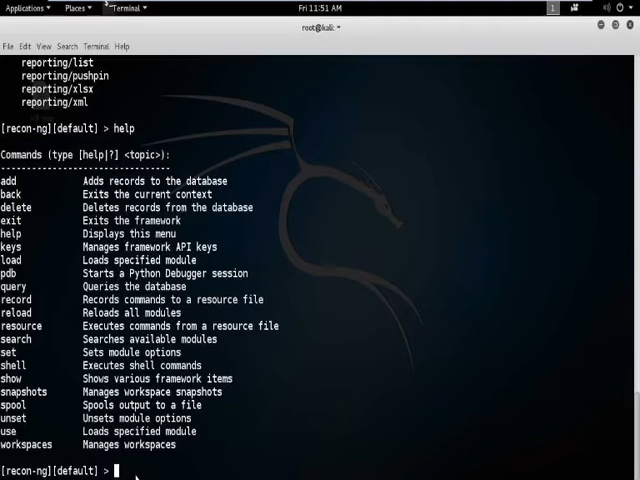 Applications Places Terminal Fri 11:51 AM 1
root@kali: ~
File Edit View Search Terminal Help
reporting/list
reporting/pushpin
reporting/xlsx
reporting/xml
[recon-ng][default] > help
Commands (type [help|?] <topic>):
---------------------------------
add Adds records to the database
back Exits the current context
delete Deletes records from the database
exit Exits the framework
help Displays this menu
keys Manages framework API keys
load Loads specified module
pdb Starts a Python Debugger session
query Queries the database
record Records commands to a resource file
reload Reloads all modules
resource Executes commands from a resource file
search Searches available modules
set Sets module options
shell Executes shell commands
show Shows various framework items
snapshots Manages workspace snapshots
spool Spools output to a file
unset Unsets module options
use Loads specified module
workspaces Manages workspaces
[recon-ng][default] >